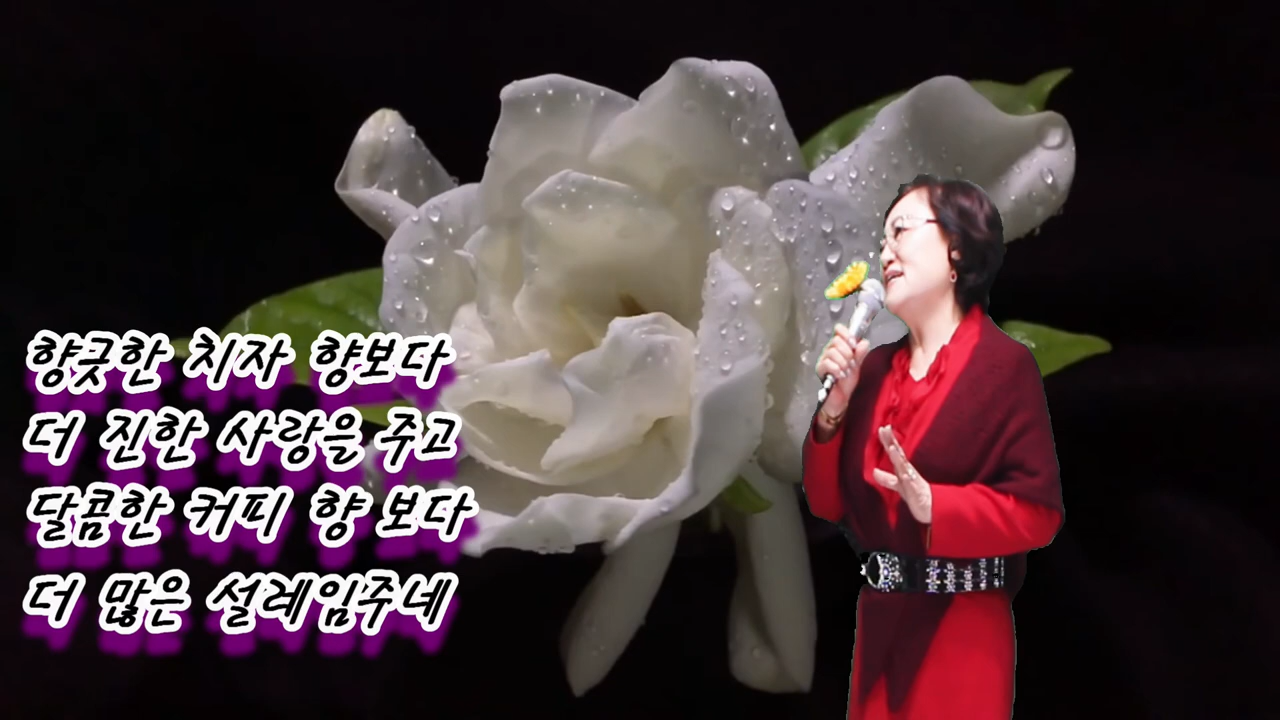 향긋한 치자 향보다
더 진한 사랑을 주고
달콤한 커피 향 보다
더 많은 설레임주네